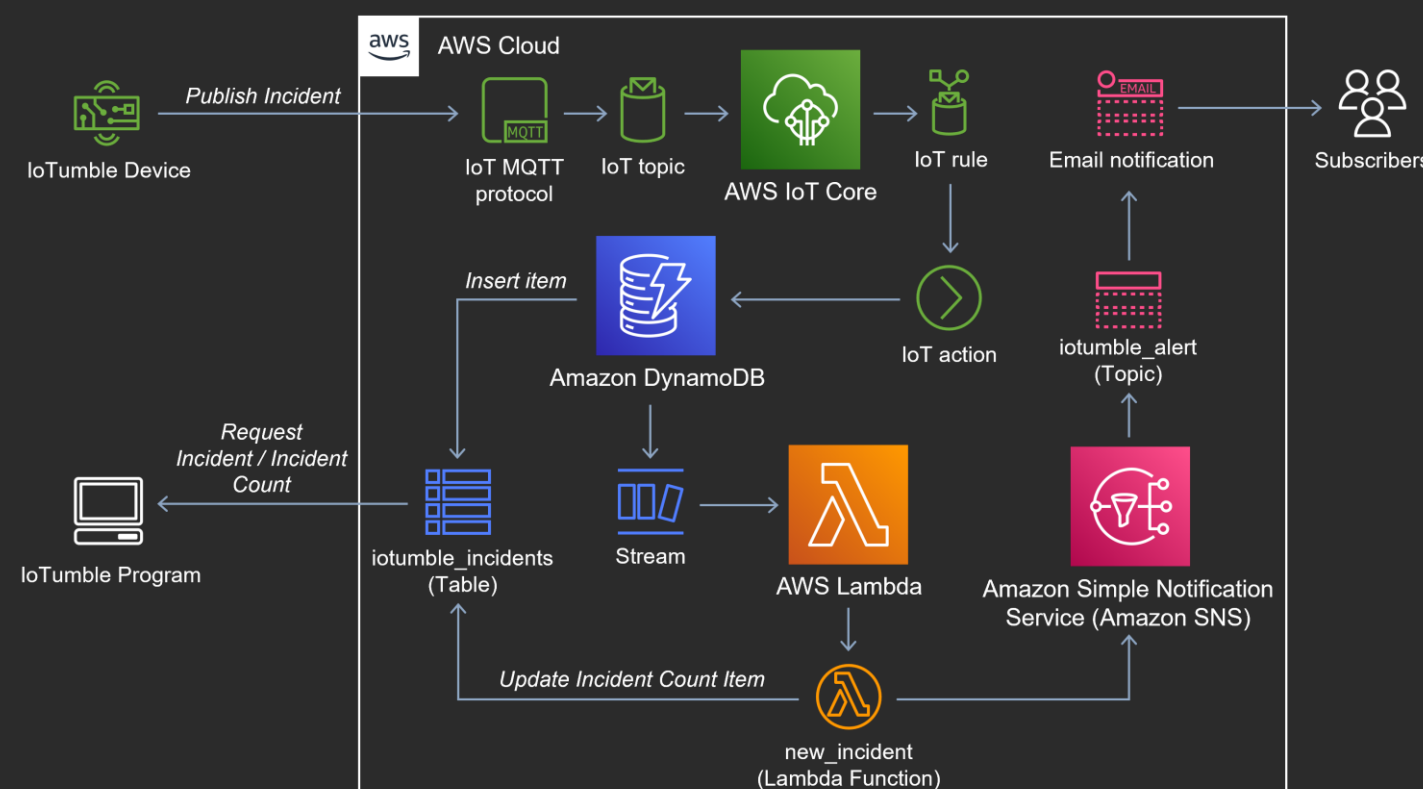 aws
AWS Cloud
Publish Incident
IoTumble Device
MQTT
IoT MQTT
protocol
IoT topic
AWS IoT Core
IoT rule
EMAIL
Email notification
Subscribers
Insert item
Amazon DynamoDB
IoT action
iotumble_alert
(Topic)
Request
Incident / Incident
Count
IoTumble Program
iotumble_incidents
(Table)
Stream
AWS Lambda
Amazon Simple Notification
Service (Amazon SNS)
Update Incident Count Item
new_incident
(Lambda Function)